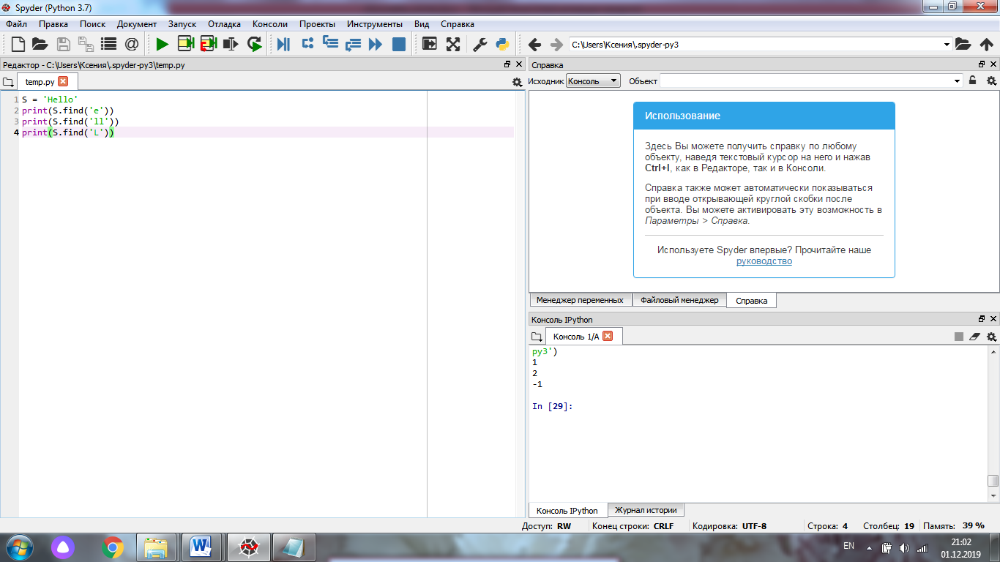 Spyder (Python 3.7)
Файл Правка Поиск Документ Запуск Отладка Консоли Проекты Инструменты Вид Справка
C:\Users\Ксения\.spyder-py3
Редактор - C:\Users\Ксения\.spyder-py3\temp.py
temp.py
1 S = 'Hello'
2 print(S.find('e'))
3 print(S.find('ll'))
4 print(S.find('L'))
Справка
Исходник Консоль Объект
Использование
Здесь Вы можете получить справку по любому
объекту, наведя текстовый курсор на него и нажав
Ctrl+I, как в Редакторе, так и в Консоли.
Справка также может автоматически показываться
при вводе открывающей круглой скобки после
объекта. Вы можете активировать эту возможность в
Параметры > Справка.
Используете Spyder впервые? Прочитайте наше
руководство
Менеджер переменных Файловый менеджер Справка
Консоль IPython
Консоль 1/A
py3')
1
2
-1
In [29]:
Консоль IPython Журнал истории
Доступ: RW Конец строки: CRLF Кодировка: UTF-8 Строка: 4 Столбец: 19 Память: 39 %
EN
21:02
01.12.2019